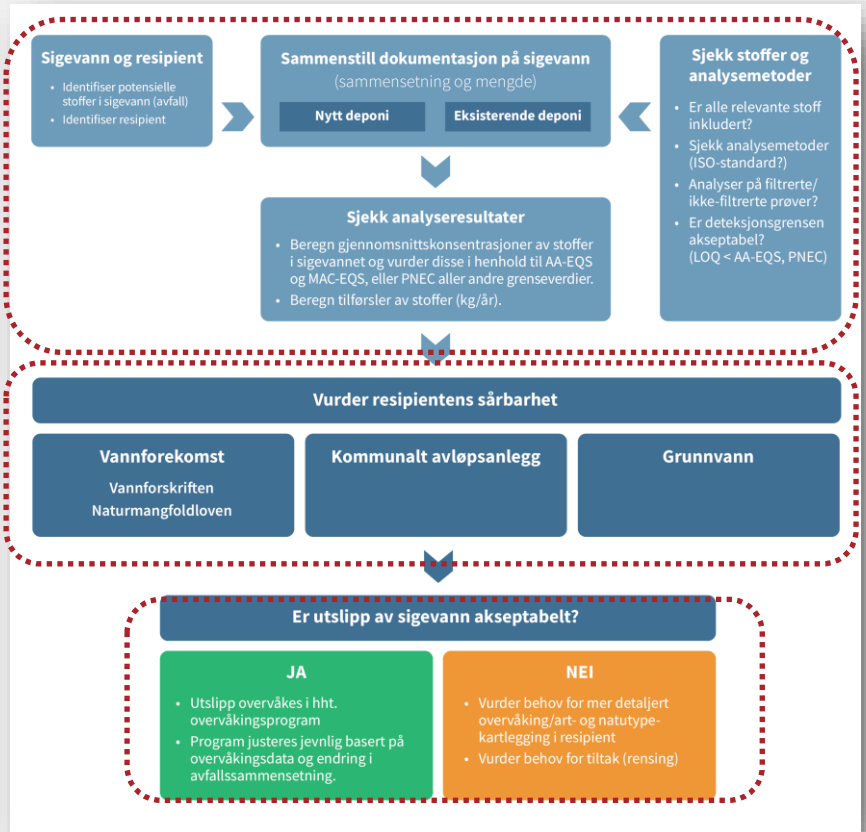 Sigevann og resipient
• Identifiser potensielle
stoffer i sigevann (avfall)
• Identifiser resipient
Sammenstill dokumentasjon på sigevann
(sammensetning og mengde)
Nytt deponi
Eksisterende deponi
Sjekk stoffer og
analysemetoder
• Er alle relevante stoff
inkludert?
• Sjekk analysemetoder
(ISO-standard?)
• Analyser på filtrerte/
ikke-filtrerte prøver?
• Er deteksjonsgrensen
akseptabel?
(LOQ < AA-EQS, PNEC)
Sjekk analyseresultater
• Beregn gjennomsnittskonsentrasjoner av stoffer
i sigevannet og vurder disse i henhold til AA-EQS
og MAC-EQS, eller PNEC aller andre grenseverdier.
• Beregn tilførsler av stoffer (kg/år).
Vurder resipientens sårbarhet
Vannforekomst
Vannforskriften
Naturmangfoldloven
Kommunalt avløpsanlegg
Grunnvann
Er utslipp av sigevann akseptabelt?
JA
• Utslipp overvåkes i hht.
overvåkingsprogram
• Program justeres jevnlig basert på
overvåkingsdata og endring i
avfallssammensetning.
NEI
• Vurder behov for mer detaljert
overvåking/art- og natutype-
kartlegging i resipient
• Vurder behov for tiltak (rensing)